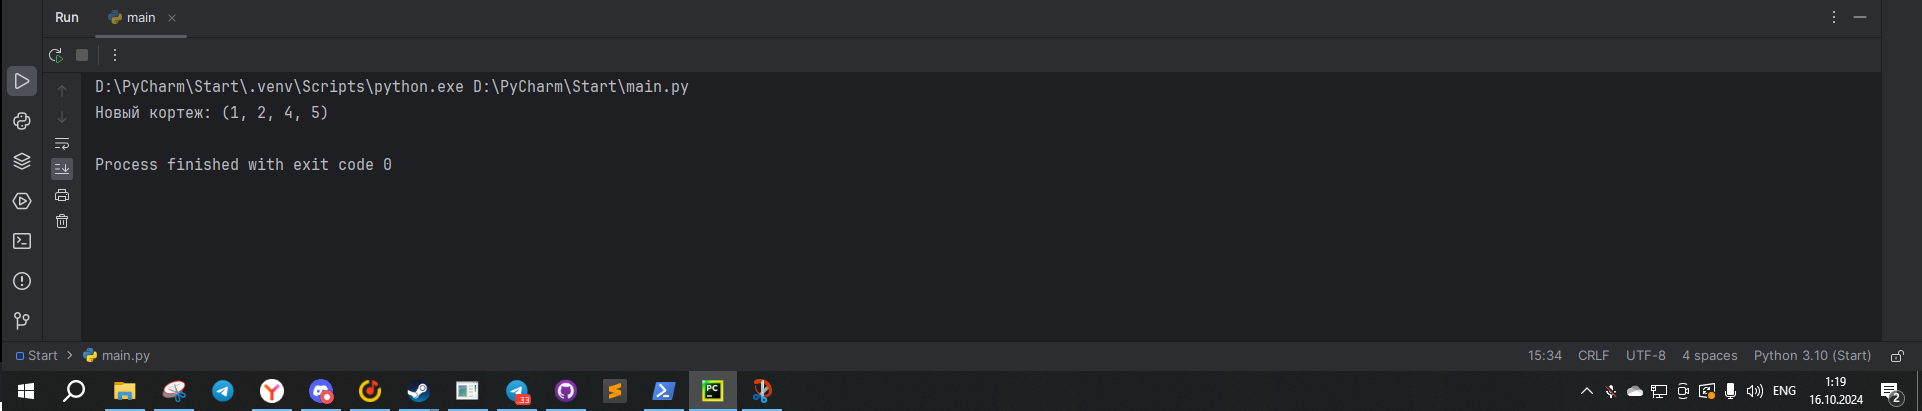 Run main
D:\PyCharm\Start\.venv\Scripts\python.exe D:\PyCharm\Start\main.py
Новый кортеж: (1, 2, 4, 5)
Process finished with exit code 0
Start > main.py 15:34 CRLF UTF-8 4 spaces Python 3.10 (Start)
PC
33
ENG
1:19
16.10.2024
2